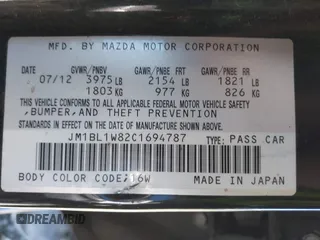 MFD. BY MAZDA MOTOR CORPORATION
DATE GVWR/PNBV GAWR/PNBE FRT GAWR/PNBE RR
07/12 3975 LB 2154 LB 1821 LB
1803 KG 977 KG 826 KG
THIS VEHICLE CONFORMS TO ALL APPLICABLE FEDERAL MOTOR VEHICLE SAFETY,
,BUMPER,AND THEFT PREVENTION
STANDARDS IN EFFECT ON THE DATE OF MANUFACTURE SHOWN ABOVE.
JM1BL1W82C1694787 TYPE: PASS CAR
BODY COLOR CODE:16W MADE IN JAPAN
DREAMBID